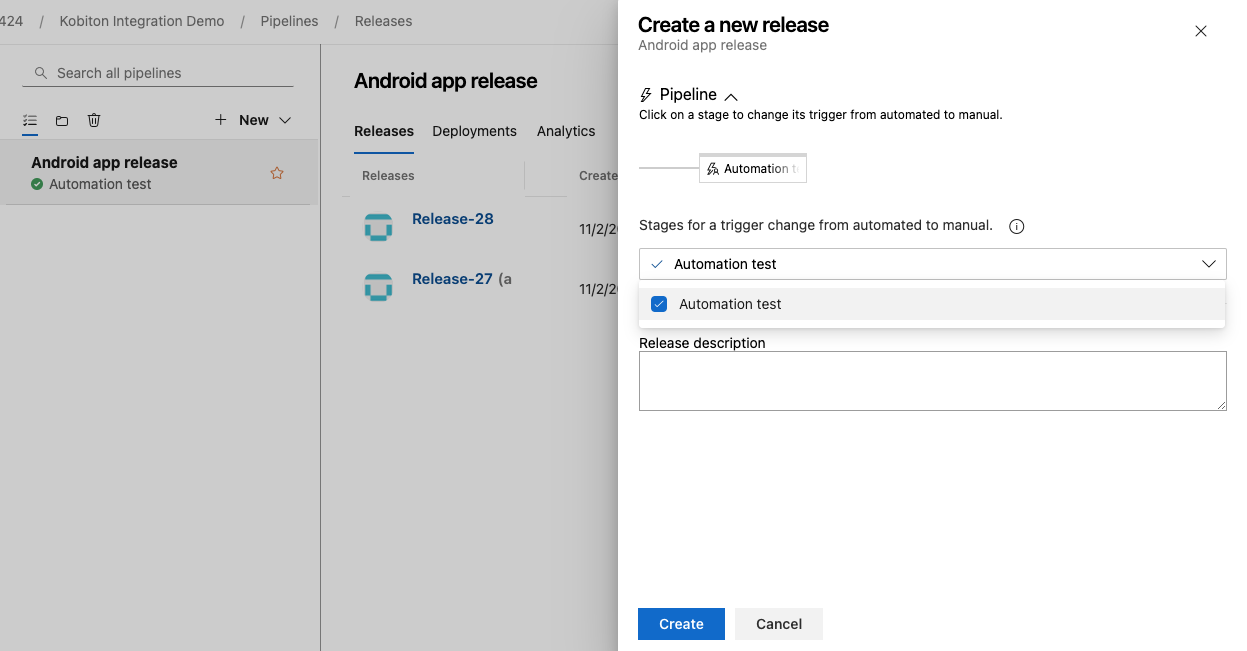 424 / Kobiton Integration Demo / Pipelines / Releases
Search all pipelines
New
Android app release
Automation test
Android app release
Releases Deployments Analytics
Releases
Release-28 11/2/20
Release-27 (a 11/2/20
Create a new release
Android app release
Pipeline
Click on a stage to change its trigger from automated to manual.
Automation
Stages for a trigger change from automated to manual.
Automation test
Automation test
Release description
Create Cancel